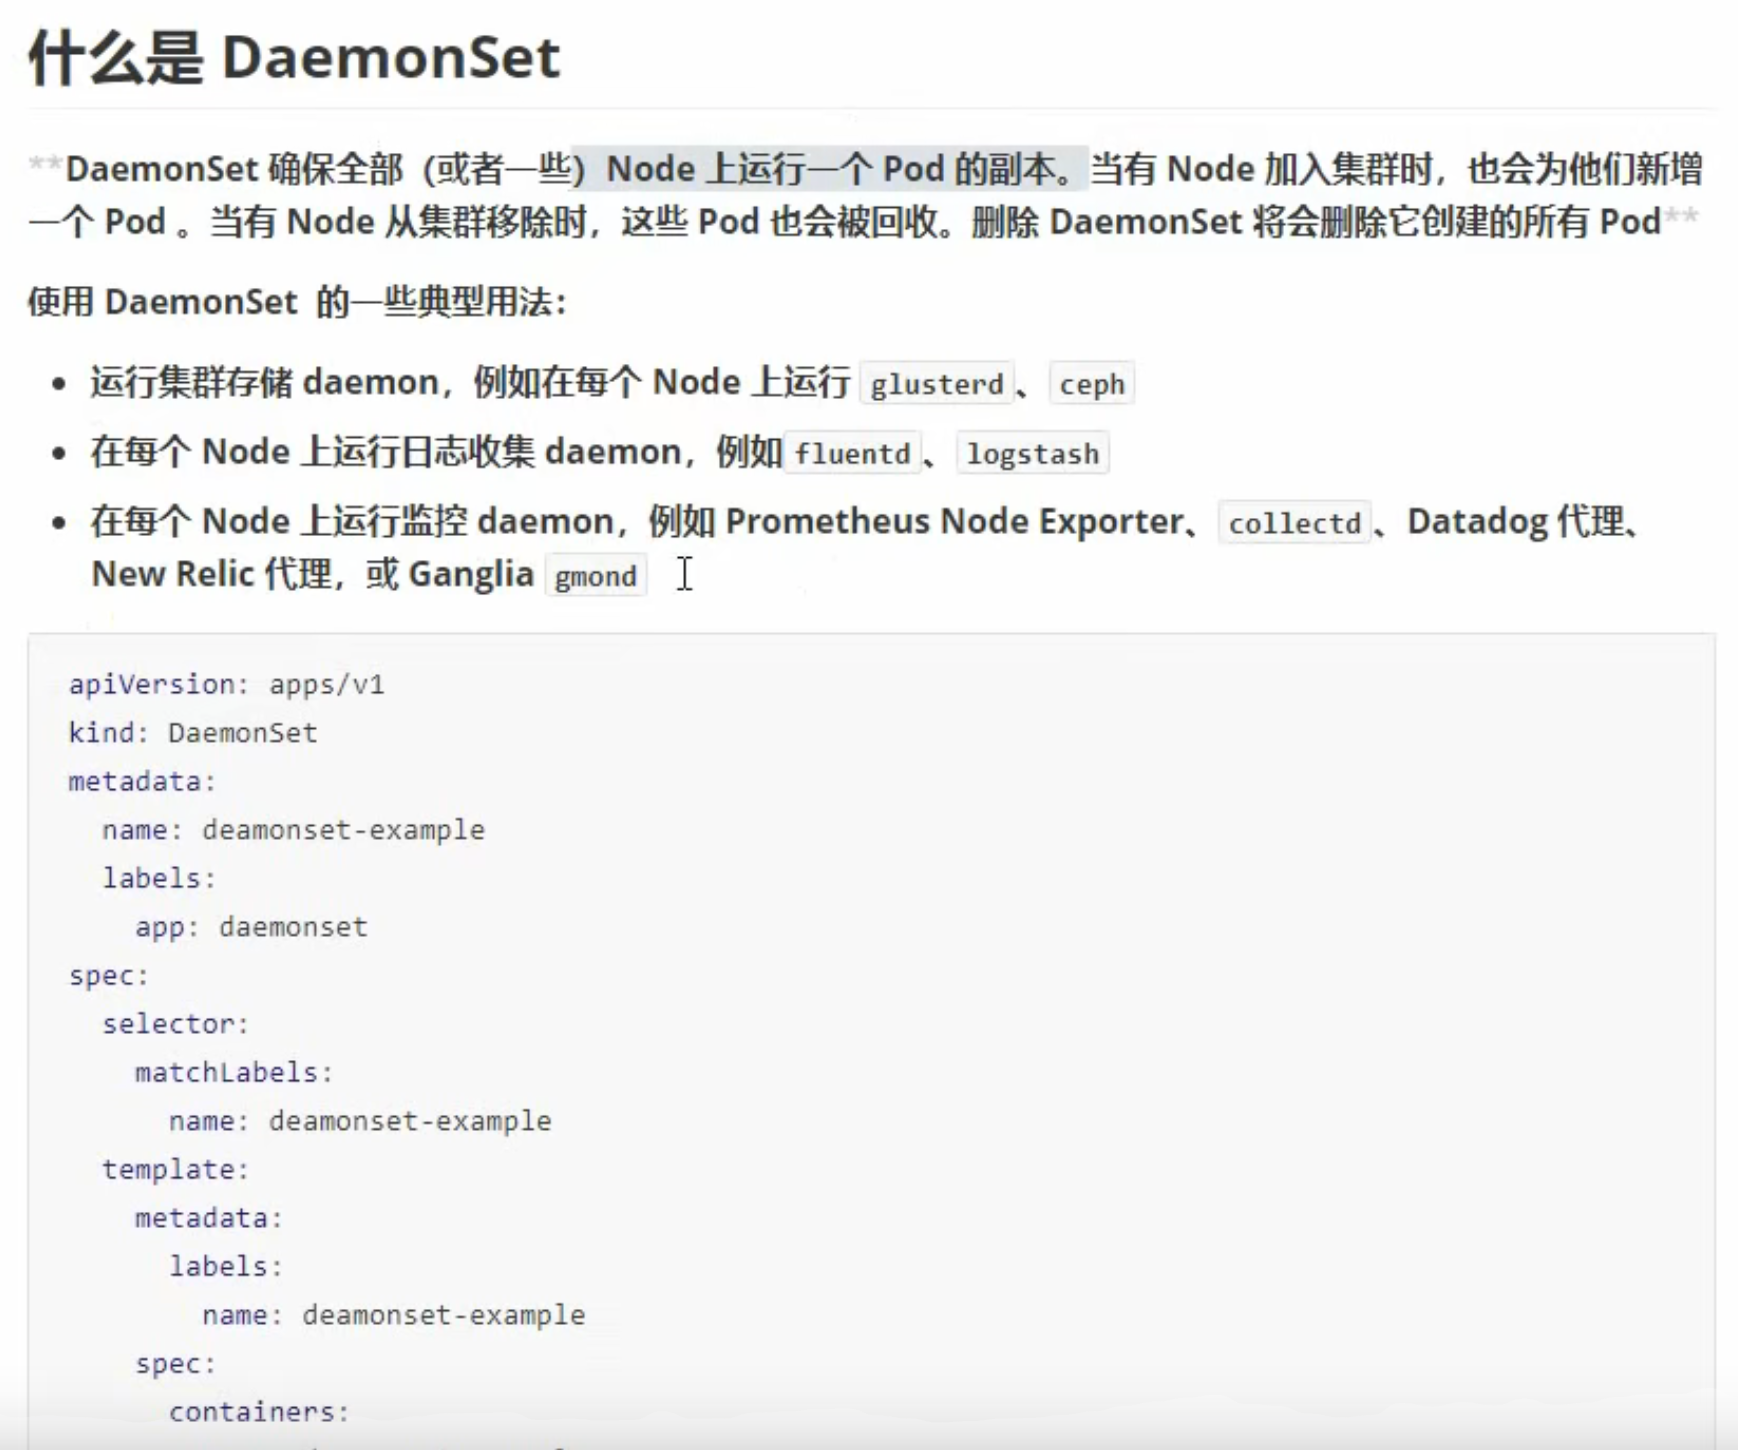 什么是 DaemonSet
**DaemonSet 确保全部（或者一些）Node 上运行一个 Pod 的副本。当有 Node 加入集群时，也会为他们新增
一个 Pod 。当有 Node 从集群移除时，这些 Pod 也会被回收。删除 DaemonSet 将会删除它创建的所有 Pod**
使用 DaemonSet 的一些典型用法：
• 运行集群存储 daemon，例如在每个 Node 上运行 glusterd、ceph
• 在每个 Node 上运行日志收集 daemon，例如 fluentd、logstash
• 在每个 Node 上运行监控 daemon，例如 Prometheus Node Exporter、collectd、Datadog 代理、
New Relic 代理，或 Ganglia gmond
apiVersion: apps/v1
kind: DaemonSet
metadata:
  name: deamonset-example
  labels:
    app: daemonset
spec:
  selector:
    matchLabels:
      name: deamonset-example
  template:
    metadata:
      labels:
        name: deamonset-example
    spec:
      containers: